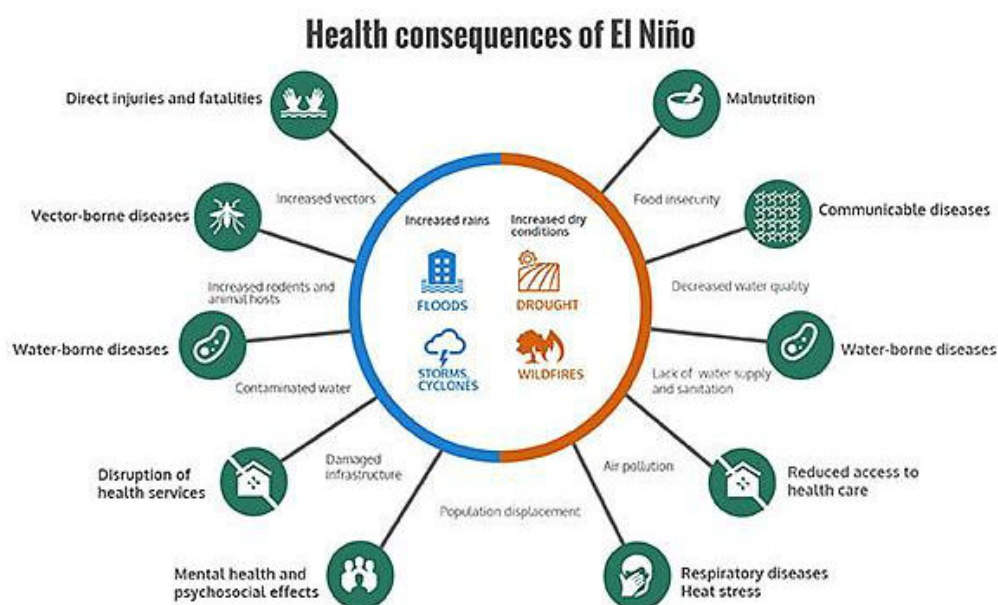 Health consequences of El Niño
Direct injuries and fatalities
Malnutrition
Increased vectors
Food insecurity
Vector-borne diseases
Communicable diseases
Increased rains
Increased dry
conditions
FLOODS
DROUGHT
Increased rodents and
animal hosts
Decreased water quality
Water-borne diseases
Water-borne diseases
STORMS,
CYCLONES
WILDFIRES
Contaminated water
Lack of water supply
and sanitation
Disruption of
health services
Damaged
infrastructure
Air pollution
Reduced access to
health care
Population displacement
Mental health and
psychosocial effects
Respiratory diseases
Heat stress